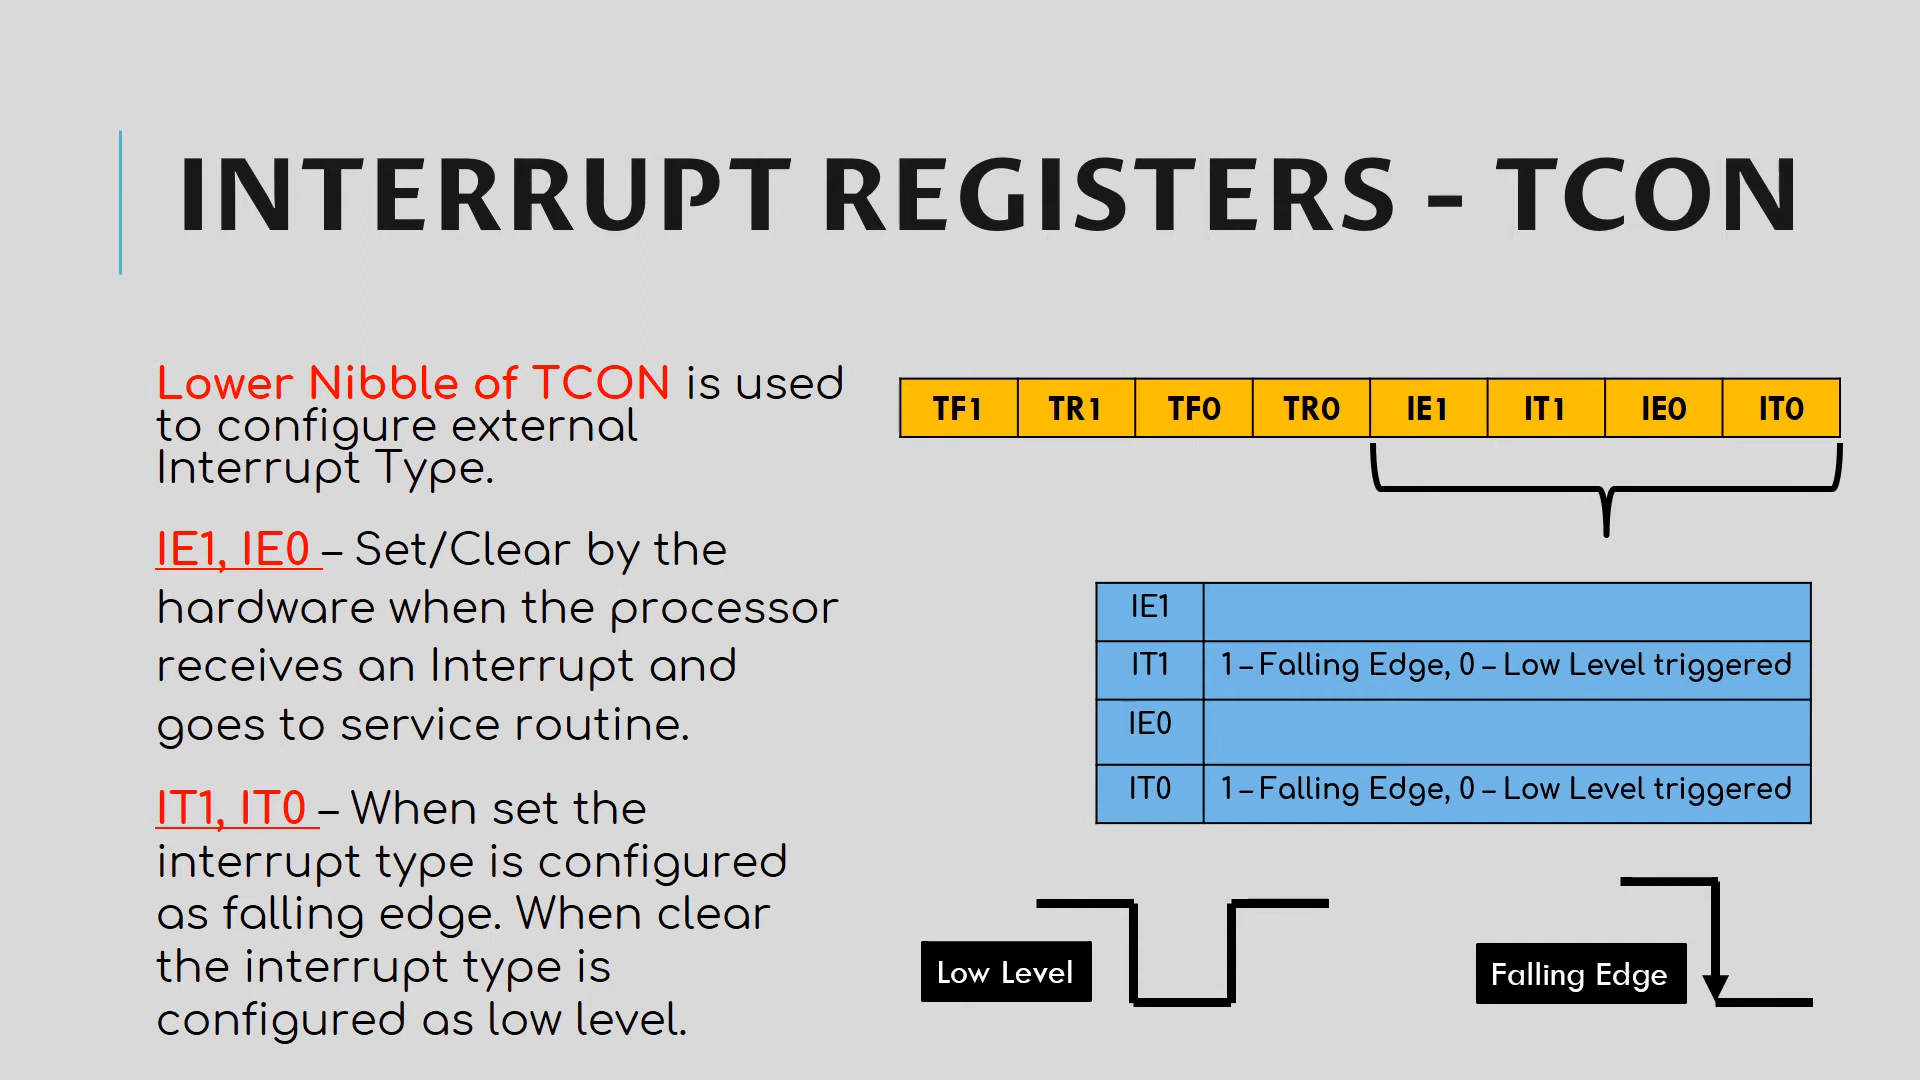 INTERRUPT REGISTERS - TCON
Lower Nibble of TCON is used
to configure external
Interrupt Type.
IE1, IE0 – Set/Clear by the
hardware when the processor
receives an Interrupt and
goes to service routine.
IT1, IT0 – When set the
interrupt type is configured
as falling edge. When clear
the interrupt type is
configured as low level.
TF1 TR1 TF0 TR0 IE1 IT1 IE0 IT0
IE1
IT1 1 – Falling Edge, 0 – Low Level triggered
IE0
IT0 1 – Falling Edge, 0 – Low Level triggered
Low Level
Falling Edge